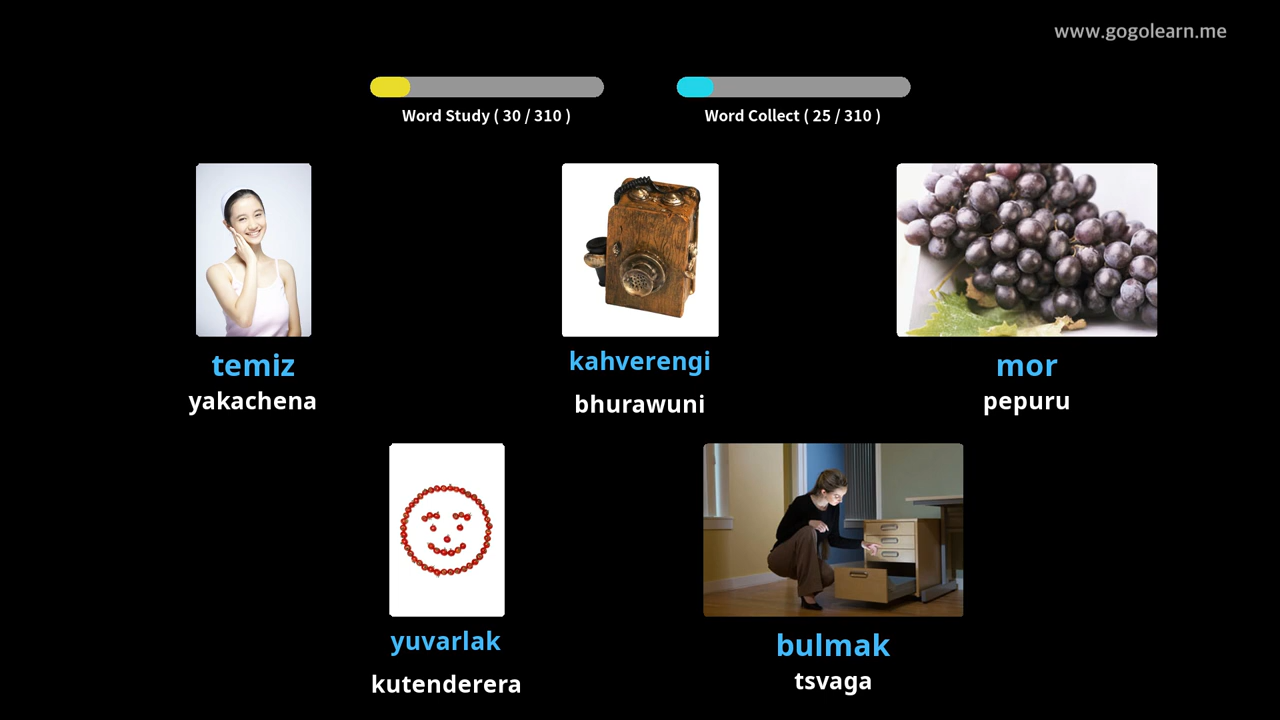 www.gogolearn.me
Word Study ( 30 / 310 )
Word Collect ( 25 / 310 )
temiz
yakachena
kahverengi
bhurawuni
mor
pepuru
yuvarlak
kutenderera
bulmak
tsvaga